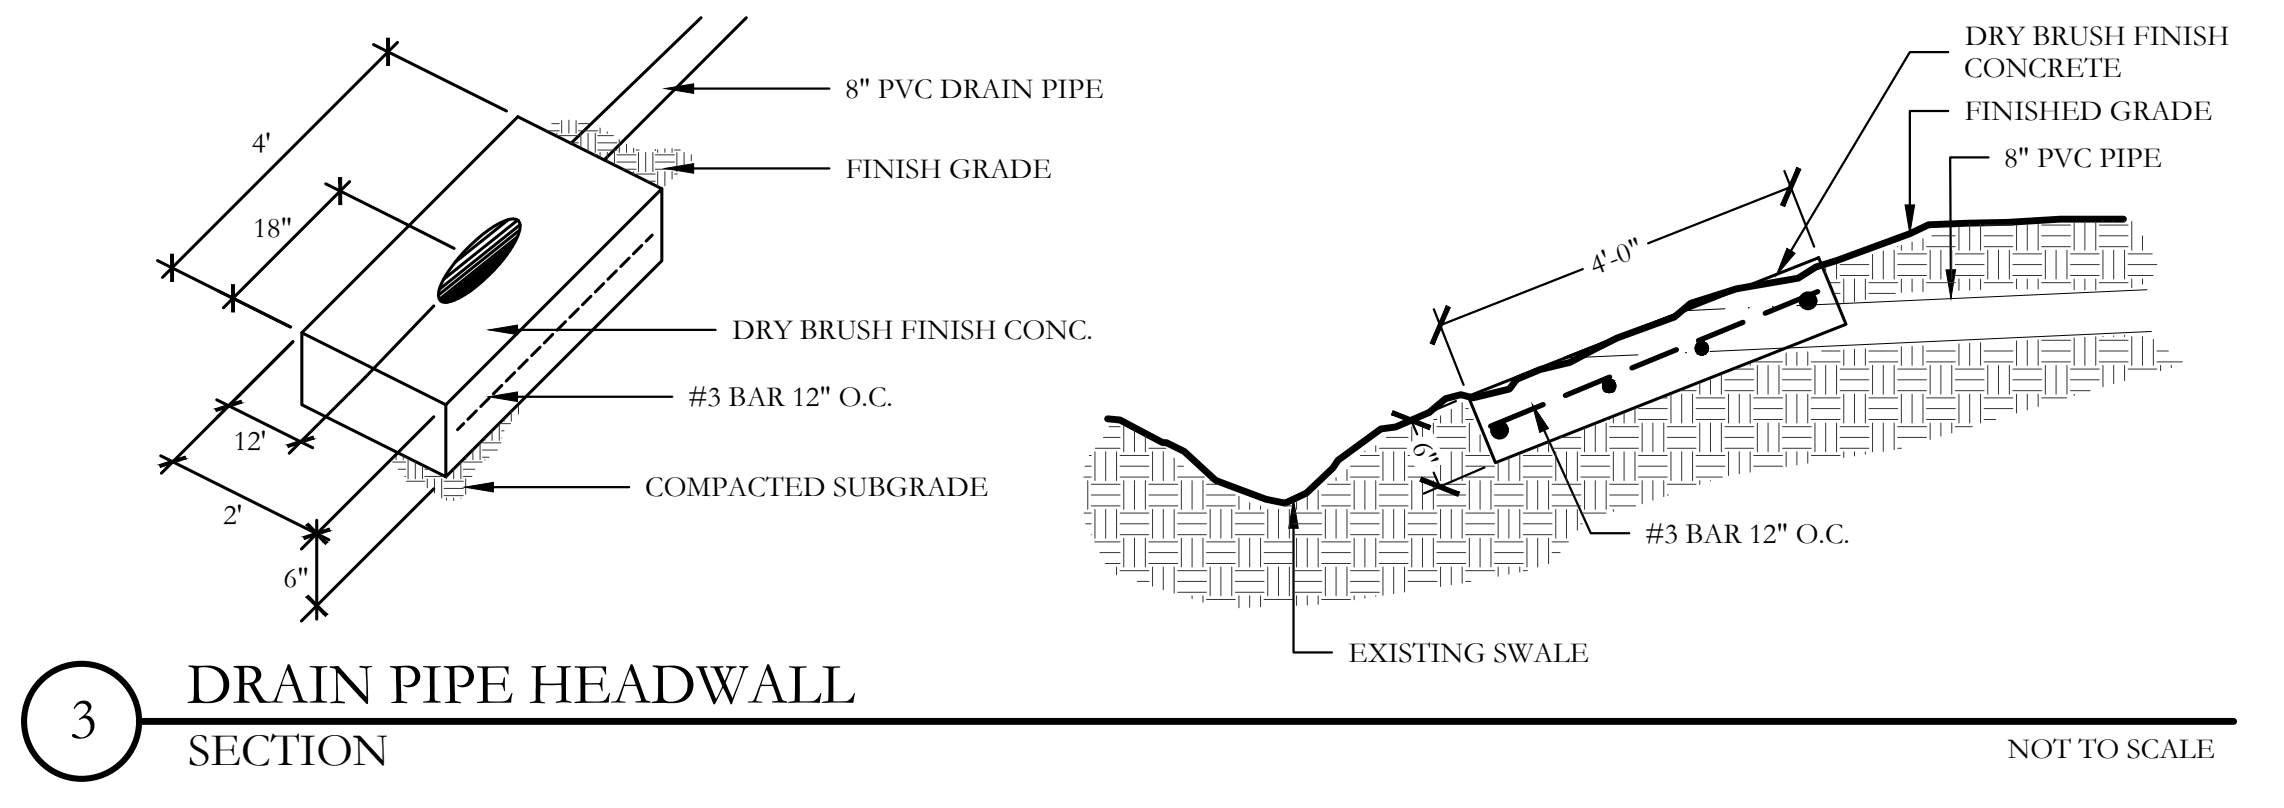 8" PVC DRAIN PIPE
4'
FINISH GRADE
18"
DRY BRUSH FINISH CONC.
#3 BAR 12" O.C.
12'
COMPACTED SUBGRADE
2'
6"
DRY BRUSH FINISH
CONCRETE
FINISHED GRADE
8" PVC PIPE
4'-0"
6"
#3 BAR 12" O.C.
EXISTING SWALE
3
DRAIN PIPE HEADWALL
SECTION
NOT TO SCALE